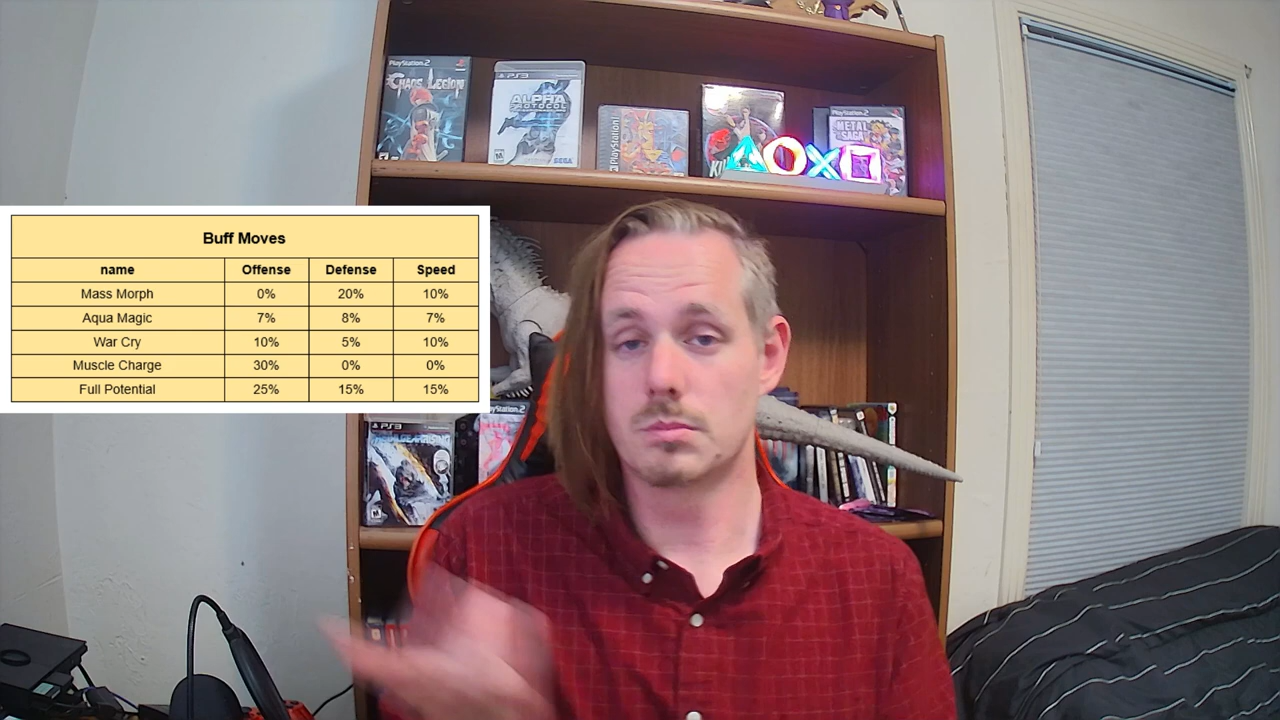 PlayStation 2
CHAOS LEGION
PS3
ALPHA
PROTOCOL
SEGA
PlayStation
KI
PlayStation 2
METAL
SAGA
Buff Moves
name Offense Defense Speed
Mass Morph 0% 20% 10%
Aqua Magic 7% 8% 7%
War Cry 10% 5% 10%
Muscle Charge 30% 0% 0%
Full Potential 25% 15% 15%
PS3
PlayStation 2